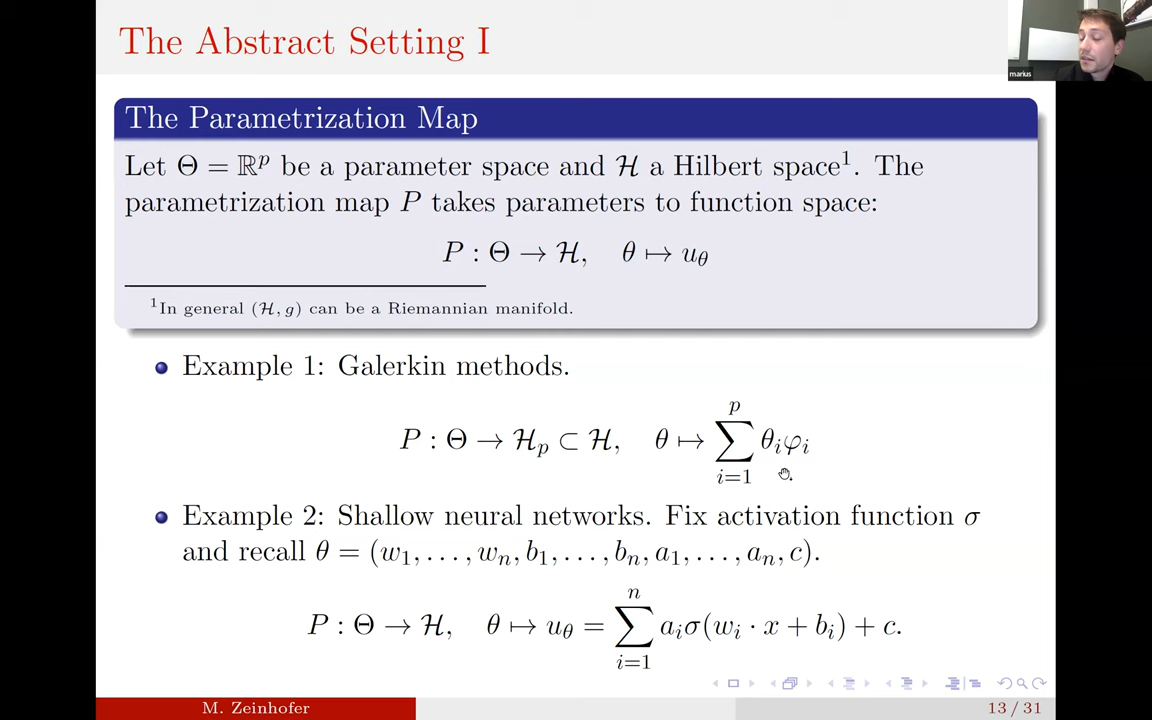 The Abstract Setting I
marius
The Parametrization Map
Let Θ = ℝᵖ be a parameter space and ℋ a Hilbert space¹. The
parametrization map P takes parameters to function space:
P : Θ → ℋ, θ ↦ u_θ
¹In general (ℋ, g) can be a Riemannian manifold.
Example 1: Galerkin methods.
P : Θ → ℋ_p ⊂ ℋ, θ ↦ ∑_{i=1}^{p} θ_i φ_i.
Example 2: Shallow neural networks. Fix activation function σ
and recall θ = (w₁, . . . , w_n, b₁, . . . , b_n, a₁, . . . , a_n, c).
P : Θ → ℋ, θ ↦ u_θ = ∑_{i=1}^{n} a_i σ(w_i · x + b_i) + c.
M. Zeinhofer
13 / 31